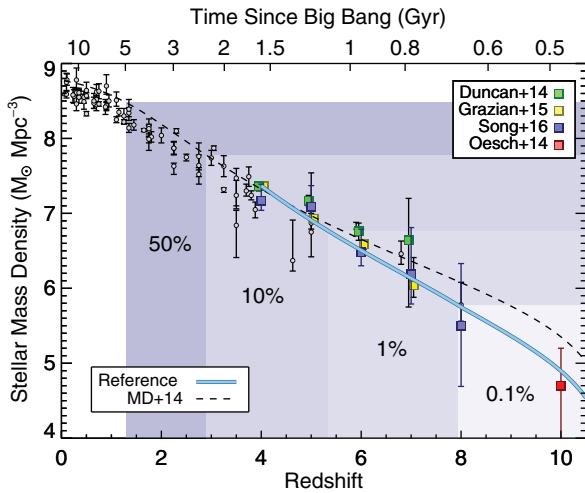 Time Since Big Bang (Gyr)
10 5 3 2 1.5 1 0.8 0.6 0.5
Stellar Mass Density (M⊙ Mpc⁻³)
9
8
7
6
5
4
Duncan+14
Grazian+15
Song+16
Oesch+14
50%
10%
1%
0.1%
Reference
MD+14
0 2 4 6 8 10
Redshift